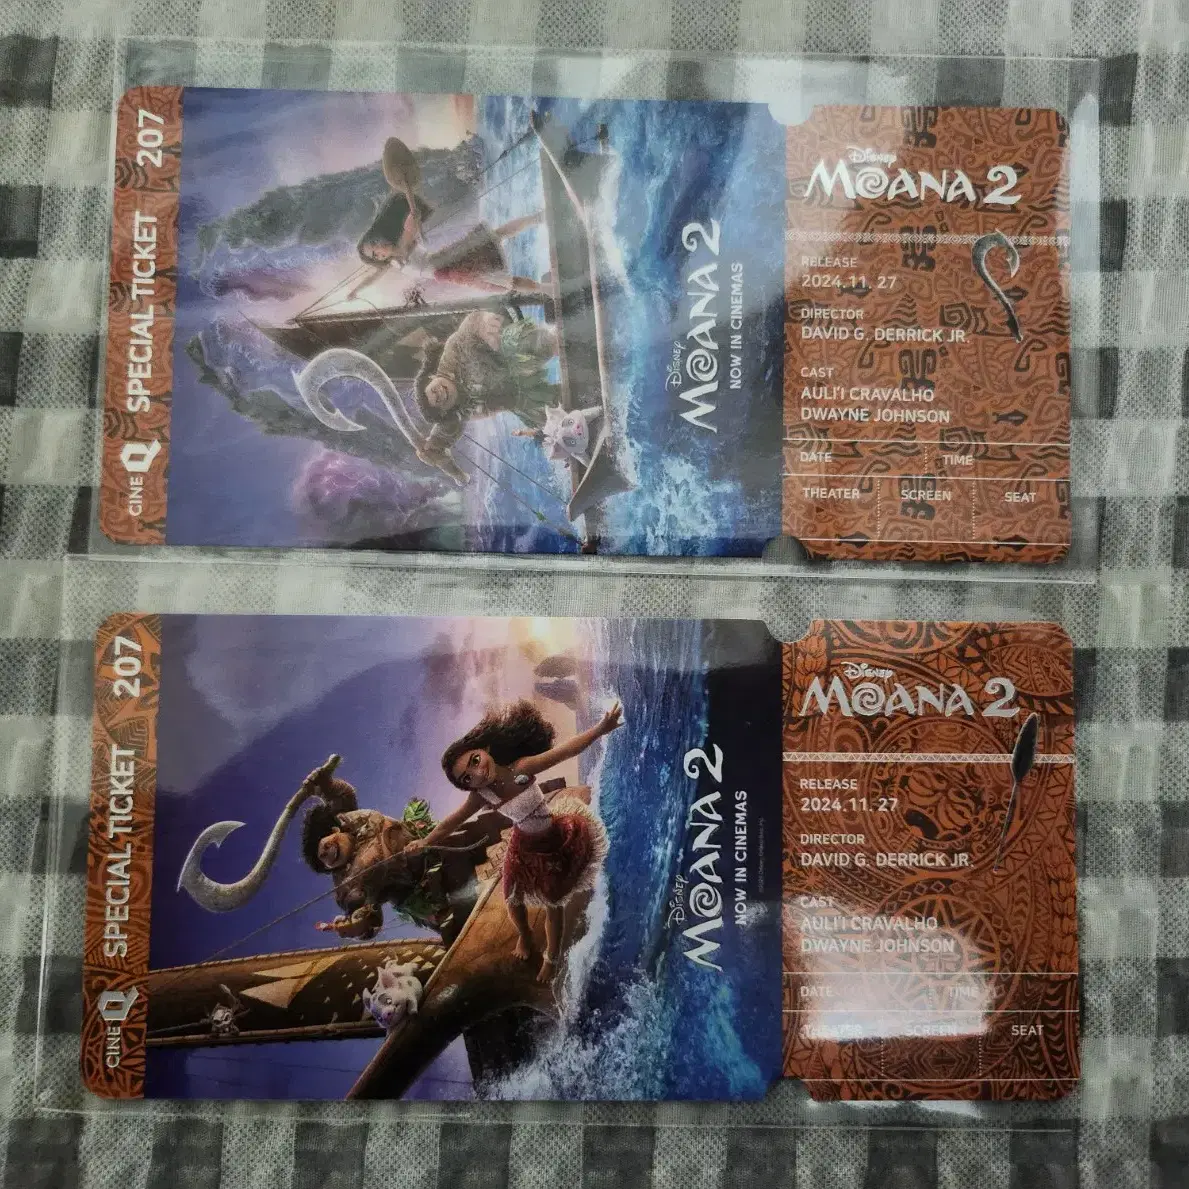 CINE Q SPECIAL TICKET 207
Disney
MOANA 2
NOW IN CINEMAS
Disney
MOANA 2
RELEASE
2024. 11. 27
DIRECTOR
DAVID G. DERRICK JR.
CAST
AULI'I CRAVALHO
DWAYNE JOHNSON
DATE TIME
THEATER SCREEN SEAT
CINE Q SPECIAL TICKET 207
Disney
MOANA 2
NOW IN CINEMAS
Disney
MOANA 2
RELEASE
2024. 11. 27
DIRECTOR
DAVID G. DERRICK JR.
CAST
AULI'I CRAVALHO
DWAYNE JOHNSON
DATE TIME
THEATER SCREEN SEAT